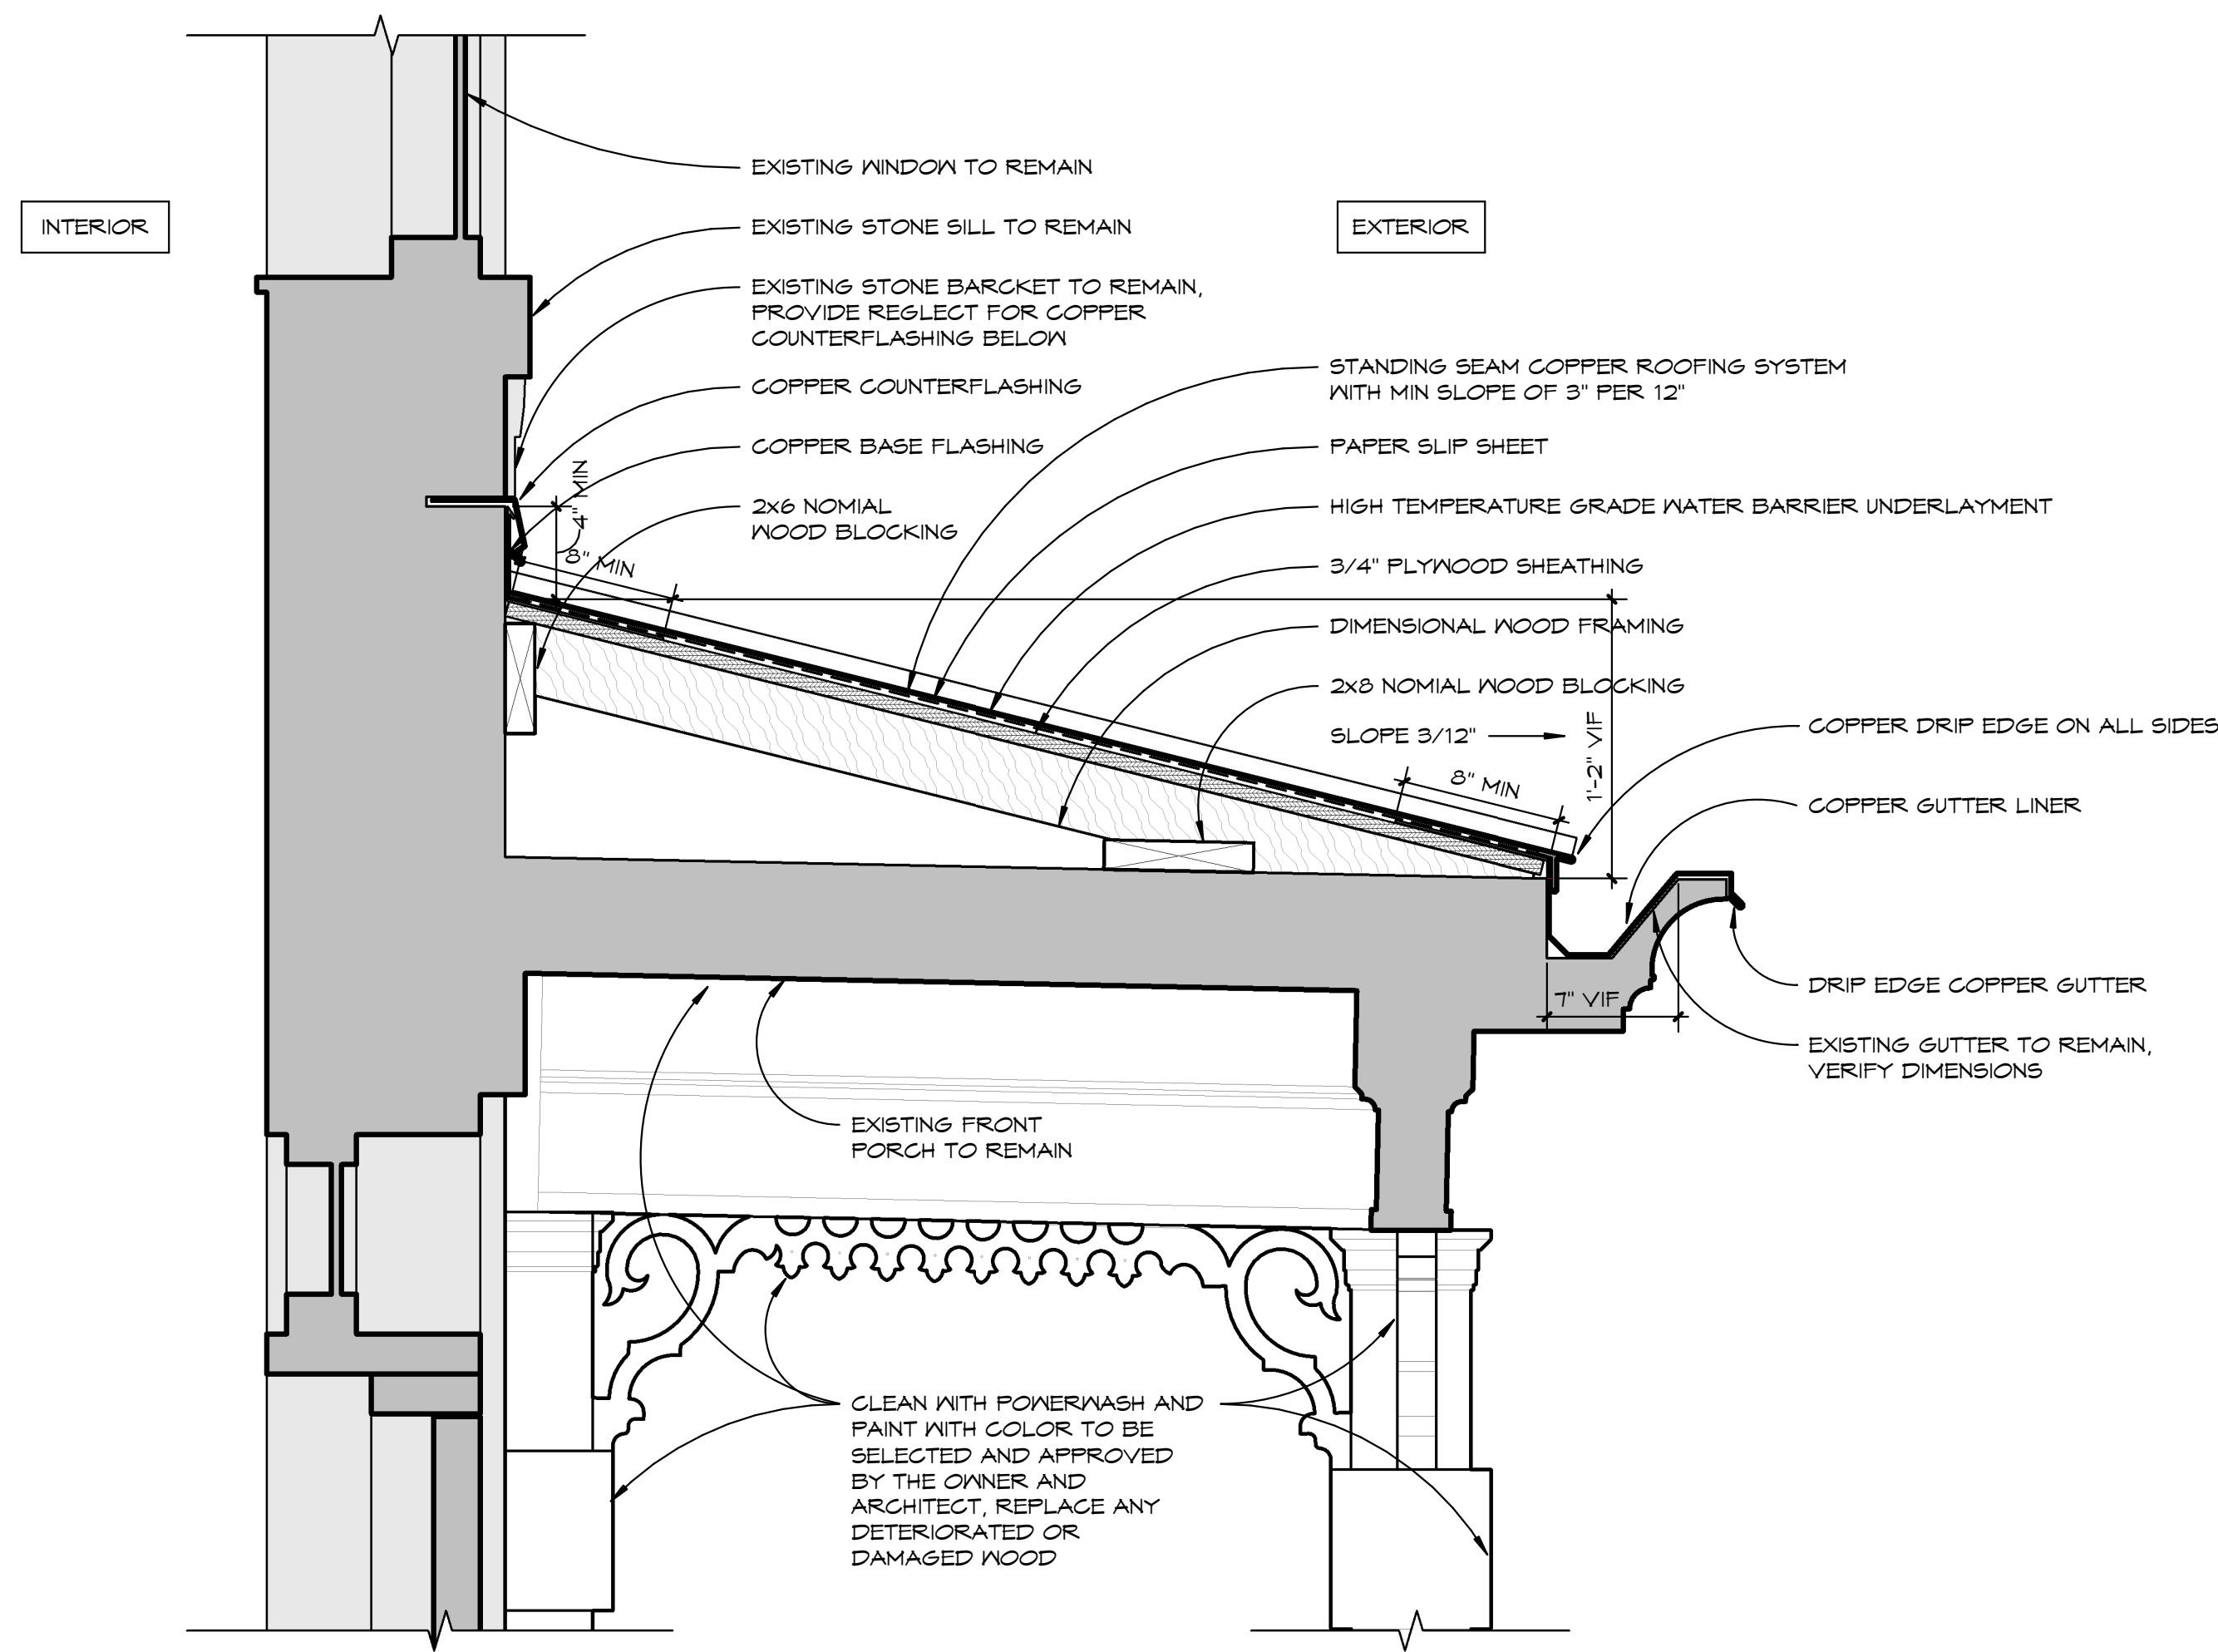 INTERIOR
EXTERIOR
EXISTING WINDOW TO REMAIN
EXISTING STONE SILL TO REMAIN
EXISTING STONE BARCKET TO REMAIN,
PROVIDE REGLECT FOR COPPER
COUNTERFLASHING BELOW
COPPER COUNTERFLASHING
COPPER BASE FLASHING
2x6 NOMIAL
WOOD BLOCKING
4" MIN
8" MIN
STANDING SEAM COPPER ROOFING SYSTEM
WITH MIN SLOPE OF 3" PER 12"
PAPER SLIP SHEET
HIGH TEMPERATURE GRADE WATER BARRIER UNDERLAYMENT
3/4" PLYWOOD SHEATHING
DIMENSIONAL WOOD FRAMING
2x8 NOMIAL WOOD BLOCKING
SLOPE 3/12"
8" MIN
1'-2" VIF
COPPER DRIP EDGE ON ALL SIDES
COPPER GUTTER LINER
DRIP EDGE COPPER GUTTER
7" VIF
EXISTING GUTTER TO REMAIN,
VERIFY DIMENSIONS
EXISTING FRONT
PORCH TO REMAIN
CLEAN WITH POWERWASH AND
PAINT WITH COLOR TO BE
SELECTED AND APPROVED
BY THE OWNER AND
ARCHITECT, REPLACE ANY
DETERIORATED OR
DAMAGED WOOD